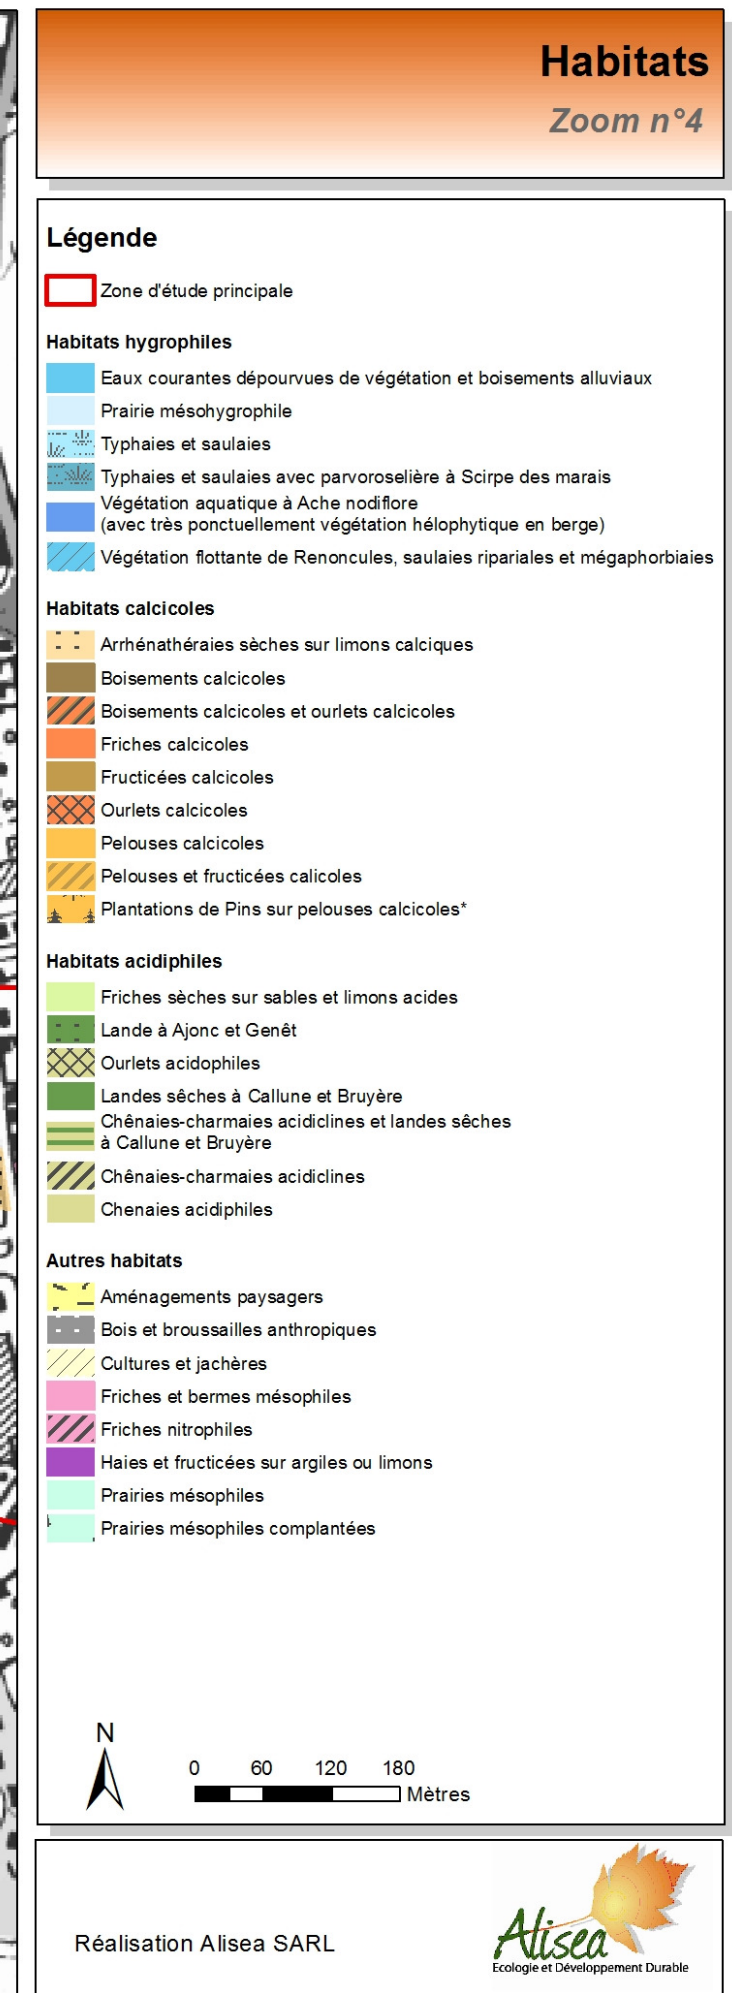 Habitats
Zoom n°4
Légende
Zone d'étude principale
Habitats hygrophiles
Eaux courantes dépourvues de végétation et boisements alluviaux
Prairie mésohygrophile
Typhaies et saulaies
Typhaies et saulaies avec parvoroselière à Scirpe des marais
Végétation aquatique à Ache nodiflore
(avec très ponctuellement végétation hélophytique en berge)
Végétation flottante de Renoncules, saulaies ripariales et mégaphorbiaies
Habitats calcicoles
Arrhénathéraies sèches sur limons calciques
Boisements calcicoles
Boisements calcicoles et ourlets calcicoles
Friches calcicoles
Fructicées calcicoles
Ourlets calcicoles
Pelouses calcicoles
Pelouses et fructicées calicoles
Plantations de Pins sur pelouses calcicoles*
Habitats acidiphiles
Friches sèches sur sables et limons acides
Lande à Ajonc et Genêt
Ourlets acidophiles
Landes sêches à Callune et Bruyère
Chênaies-charmaies acidiclines et landes sêches
à Callune et Bruyère
Chênaies-charmaies acidiclines
Chenaies acidiphiles
Autres habitats
Aménagements paysagers
Bois et broussailles anthropiques
Cultures et jachères
Friches et bermes mésophiles
Friches nitrophiles
Haies et fructicées sur argiles ou limons
Prairies mésophiles
Prairies mésophiles complantées
N
0 60 120 180
Mètres
Réalisation Alisea SARL
Alisea
Ecologie et Développement Durable